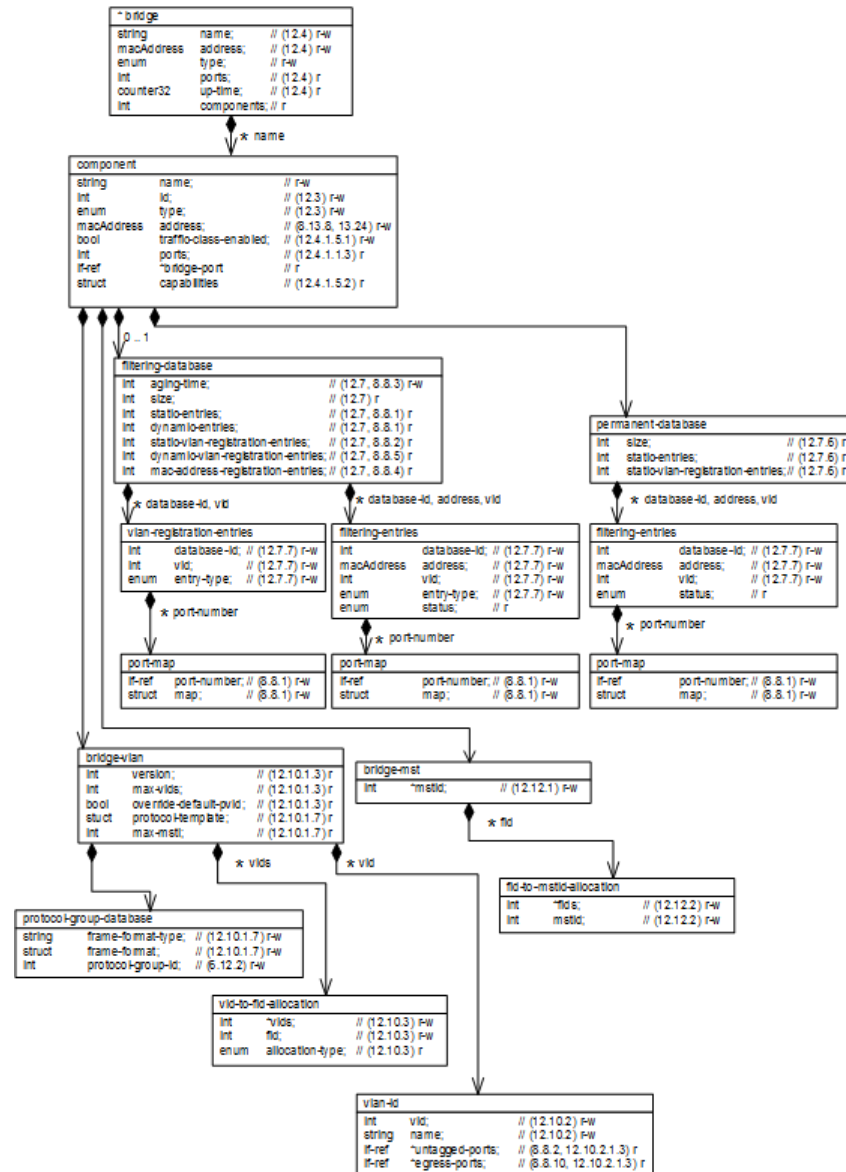 * bridge
string name; // (12.4) r-w
macAddress address; // (12.4) r-w
enum type; // r-w
int ports; // (12.4) r
counter32 up-time; // (12.4) r
int components; // r
* name
component
string name; // r-w
int id; // (12.3) r-w
enum type; // (12.3) r-w
macAddress address; // (8.13.8, 13.24) r-w
bool traffic-class-enabled; // (12.4.1.5.1) r-w
int ports; // (12.4.1.1.3) r
if-ref *bridge-port // r
struct capabilities // (12.4.1.5.2) r
0 .. 1
filtering-database
int aging-time; // (12.7, 8.8.3) r-w
int size; // (12.7) r
int static-entries; // (12.7, 8.8.1) r
int dynamic-entries; // (12.7, 8.8.1) r
int static-vlan-registration-entries; // (12.7, 8.8.2) r
int dynamic-vlan-registration-entries; // (12.7, 8.8.5) r
int mac-address-registration-entries; // (12.7, 8.8.4) r
permanent-database
int size; // (12.7.6) r
int static-entries; // (12.7.6) r
int static-vlan-registration-entries; // (12.7.6) r
* database-id, vid
* database-id, address, vid
* database-id, address, vid
vlan-registration-entries
int database-id; // (12.7.7) r-w
int vid; // (12.7.7) r-w
enum entry-type; // (12.7.7) r-w
filtering-entries
int database-id; // (12.7.7) r-w
macAddress address; // (12.7.7) r-w
int vid; // (12.7.7) r-w
enum entry-type; // (12.7.7) r-w
enum status; // r
filtering-entries
int database-id; // (12.7.7) r-w
macAddress address; // (12.7.7) r-w
int vid; // (12.7.7) r-w
enum status; // r
* port-number
* port-number
* port-number
port-map
if-ref port-number; // (8.8.1) r-w
struct map; // (8.8.1) r-w
port-map
if-ref port-number; // (8.8.1) r-w
struct map; // (8.8.1) r-w
port-map
if-ref port-number; // (8.8.1) r-w
struct map; // (8.8.1) r-w
bridge-vlan
int version; // (12.10.1.3) r
int max-vids; // (12.10.1.3) r
bool override-default-pvid; // (12.10.1.3) r
stuct protocol-template; // (12.10.1.7) r
int max-msti; // (12.10.1.7) r
bridge-mst
int *mstid; // (12.12.1) r-w
* fid
* vids
* vid
fid-to-mstid-allocation
int *fids; // (12.12.2) r-w
int mstid; // (12.12.2) r-w
protocol-group-database
string frame-format-type; // (12.10.1.7) r-w
struct frame-format; // (12.10.1.7) r-w
int protocol-group-id; // (6.12.2) r-w
vid-to-fid-allocation
int *vids; // (12.10.3) r-w
int fid; // (12.10.3) r-w
enum allocation-type; // (12.10.3) r
vlan-id
int vid; // (12.10.2) r-w
string name; // (12.10.2) r-w
if-ref *untagged-ports; // (8.8.2, 12.10.2.1.3) r
if-ref *egress-ports; // (8.8.10, 12.10.2.1.3) r